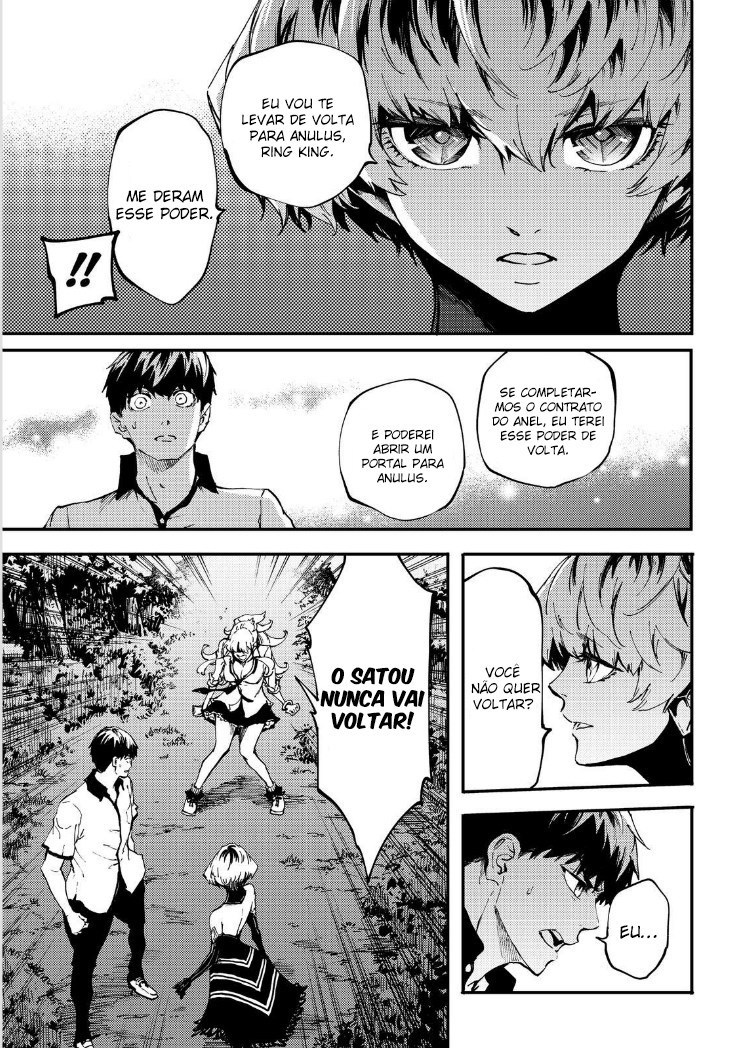 EU VOU TE
LEVAR DE VOLTA
PARA ANULUS,
RING KING.
ME DERAM
ESSE PODER.
!!
SE COMPLETAR-
MOS O CONTRATO
DO ANEL, EU TEREI
ESSE PODER DE
VOLTA.
E PODEREI
ABRIR UM
PORTAL PARA
ANULUS.
VOCÊ
NÃO QUER
VOLTAR?
EU...
O SATOU
NUNCA VAI
VOLTAR!